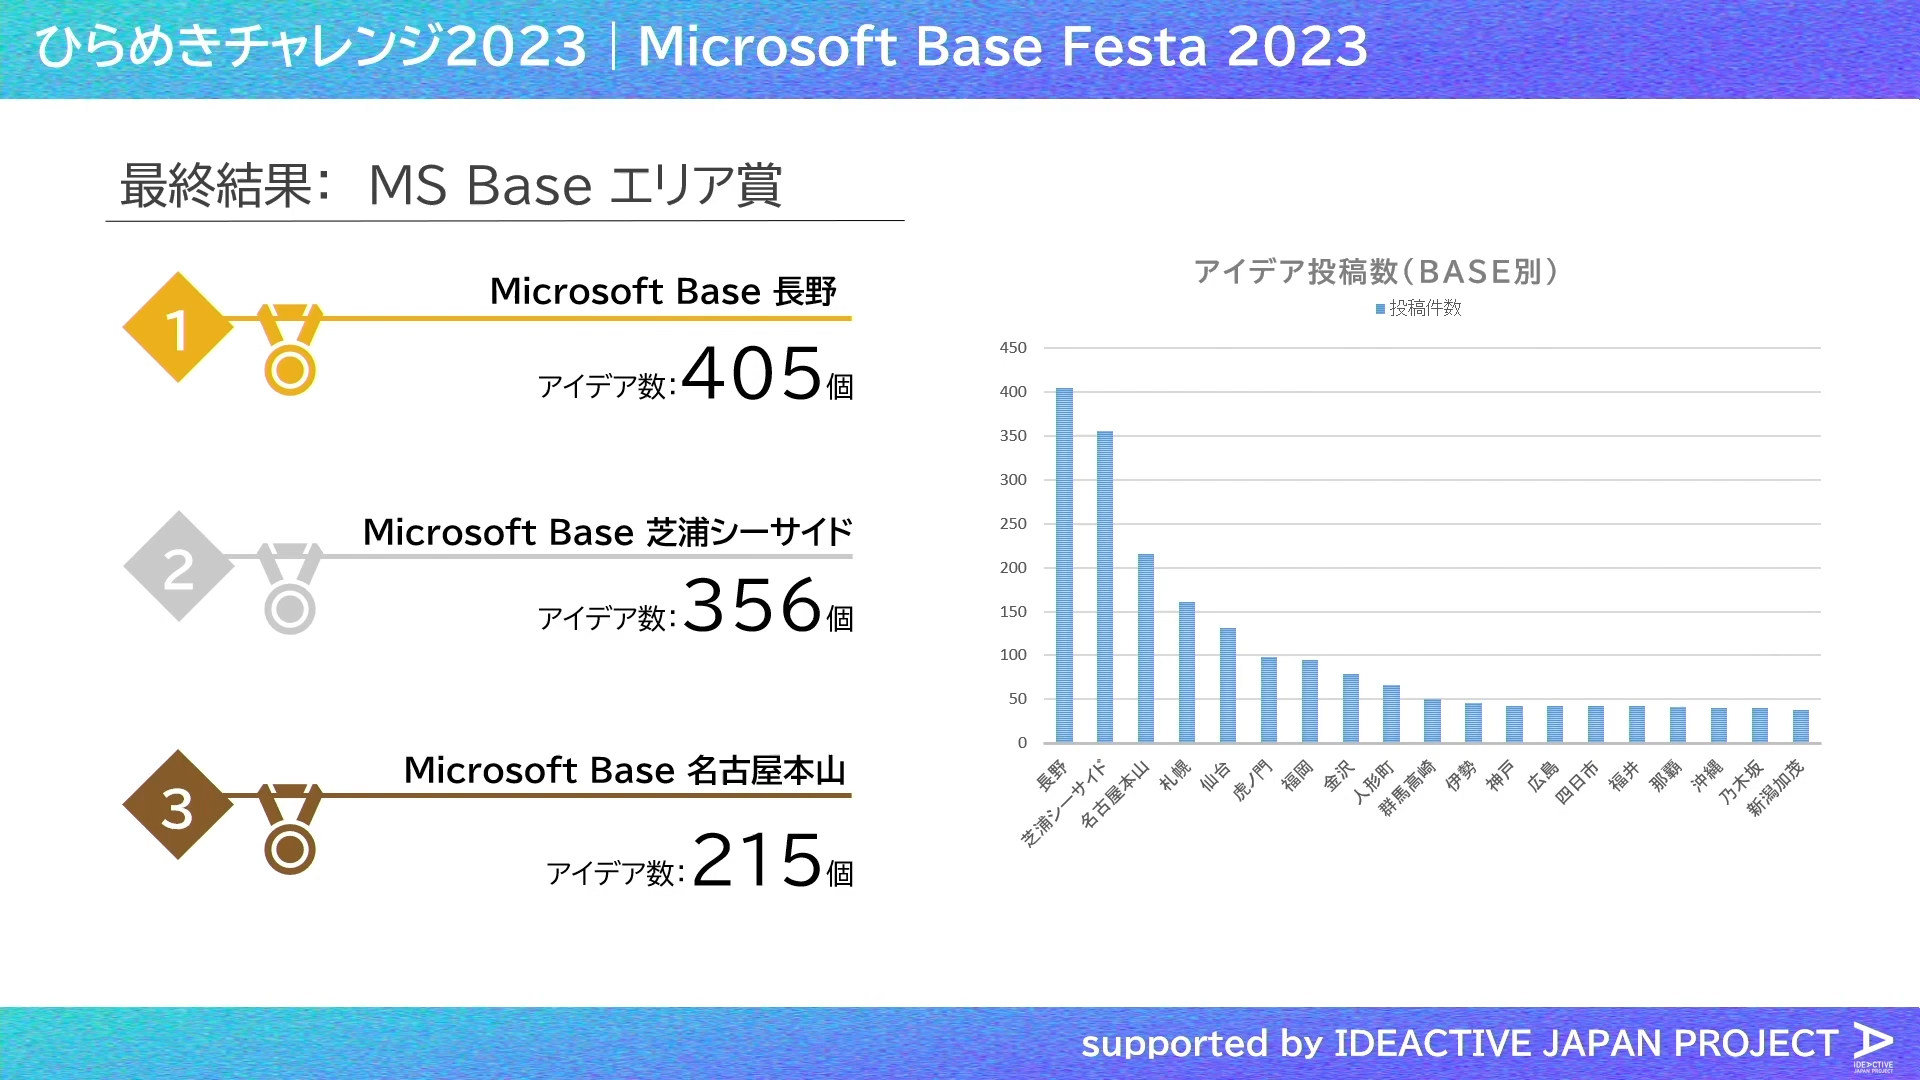 ひらめきチャレンジ2023｜Microsoft Base Festa 2023
最終結果： MS Base エリア賞
1
Microsoft Base 長野
アイデア数：405個
2
Microsoft Base 芝浦シーサイド
アイデア数：356個
3
Microsoft Base 名古屋本山
アイデア数：215個
アイデア投稿数（BASE別）
投稿件数
450
400
350
300
250
200
150
100
50
0
長野
芝浦シーサイド
名古屋本山
札幌
仙台
虎ノ門
福岡
金沢
人形町
群馬高崎
伊勢
神戸
広島
四日市
福井
那覇
沖縄
乃木坂
新潟加茂
supported by IDEACTIVE JAPAN PROJECT
IDEACTIVE
JAPAN PROJECT